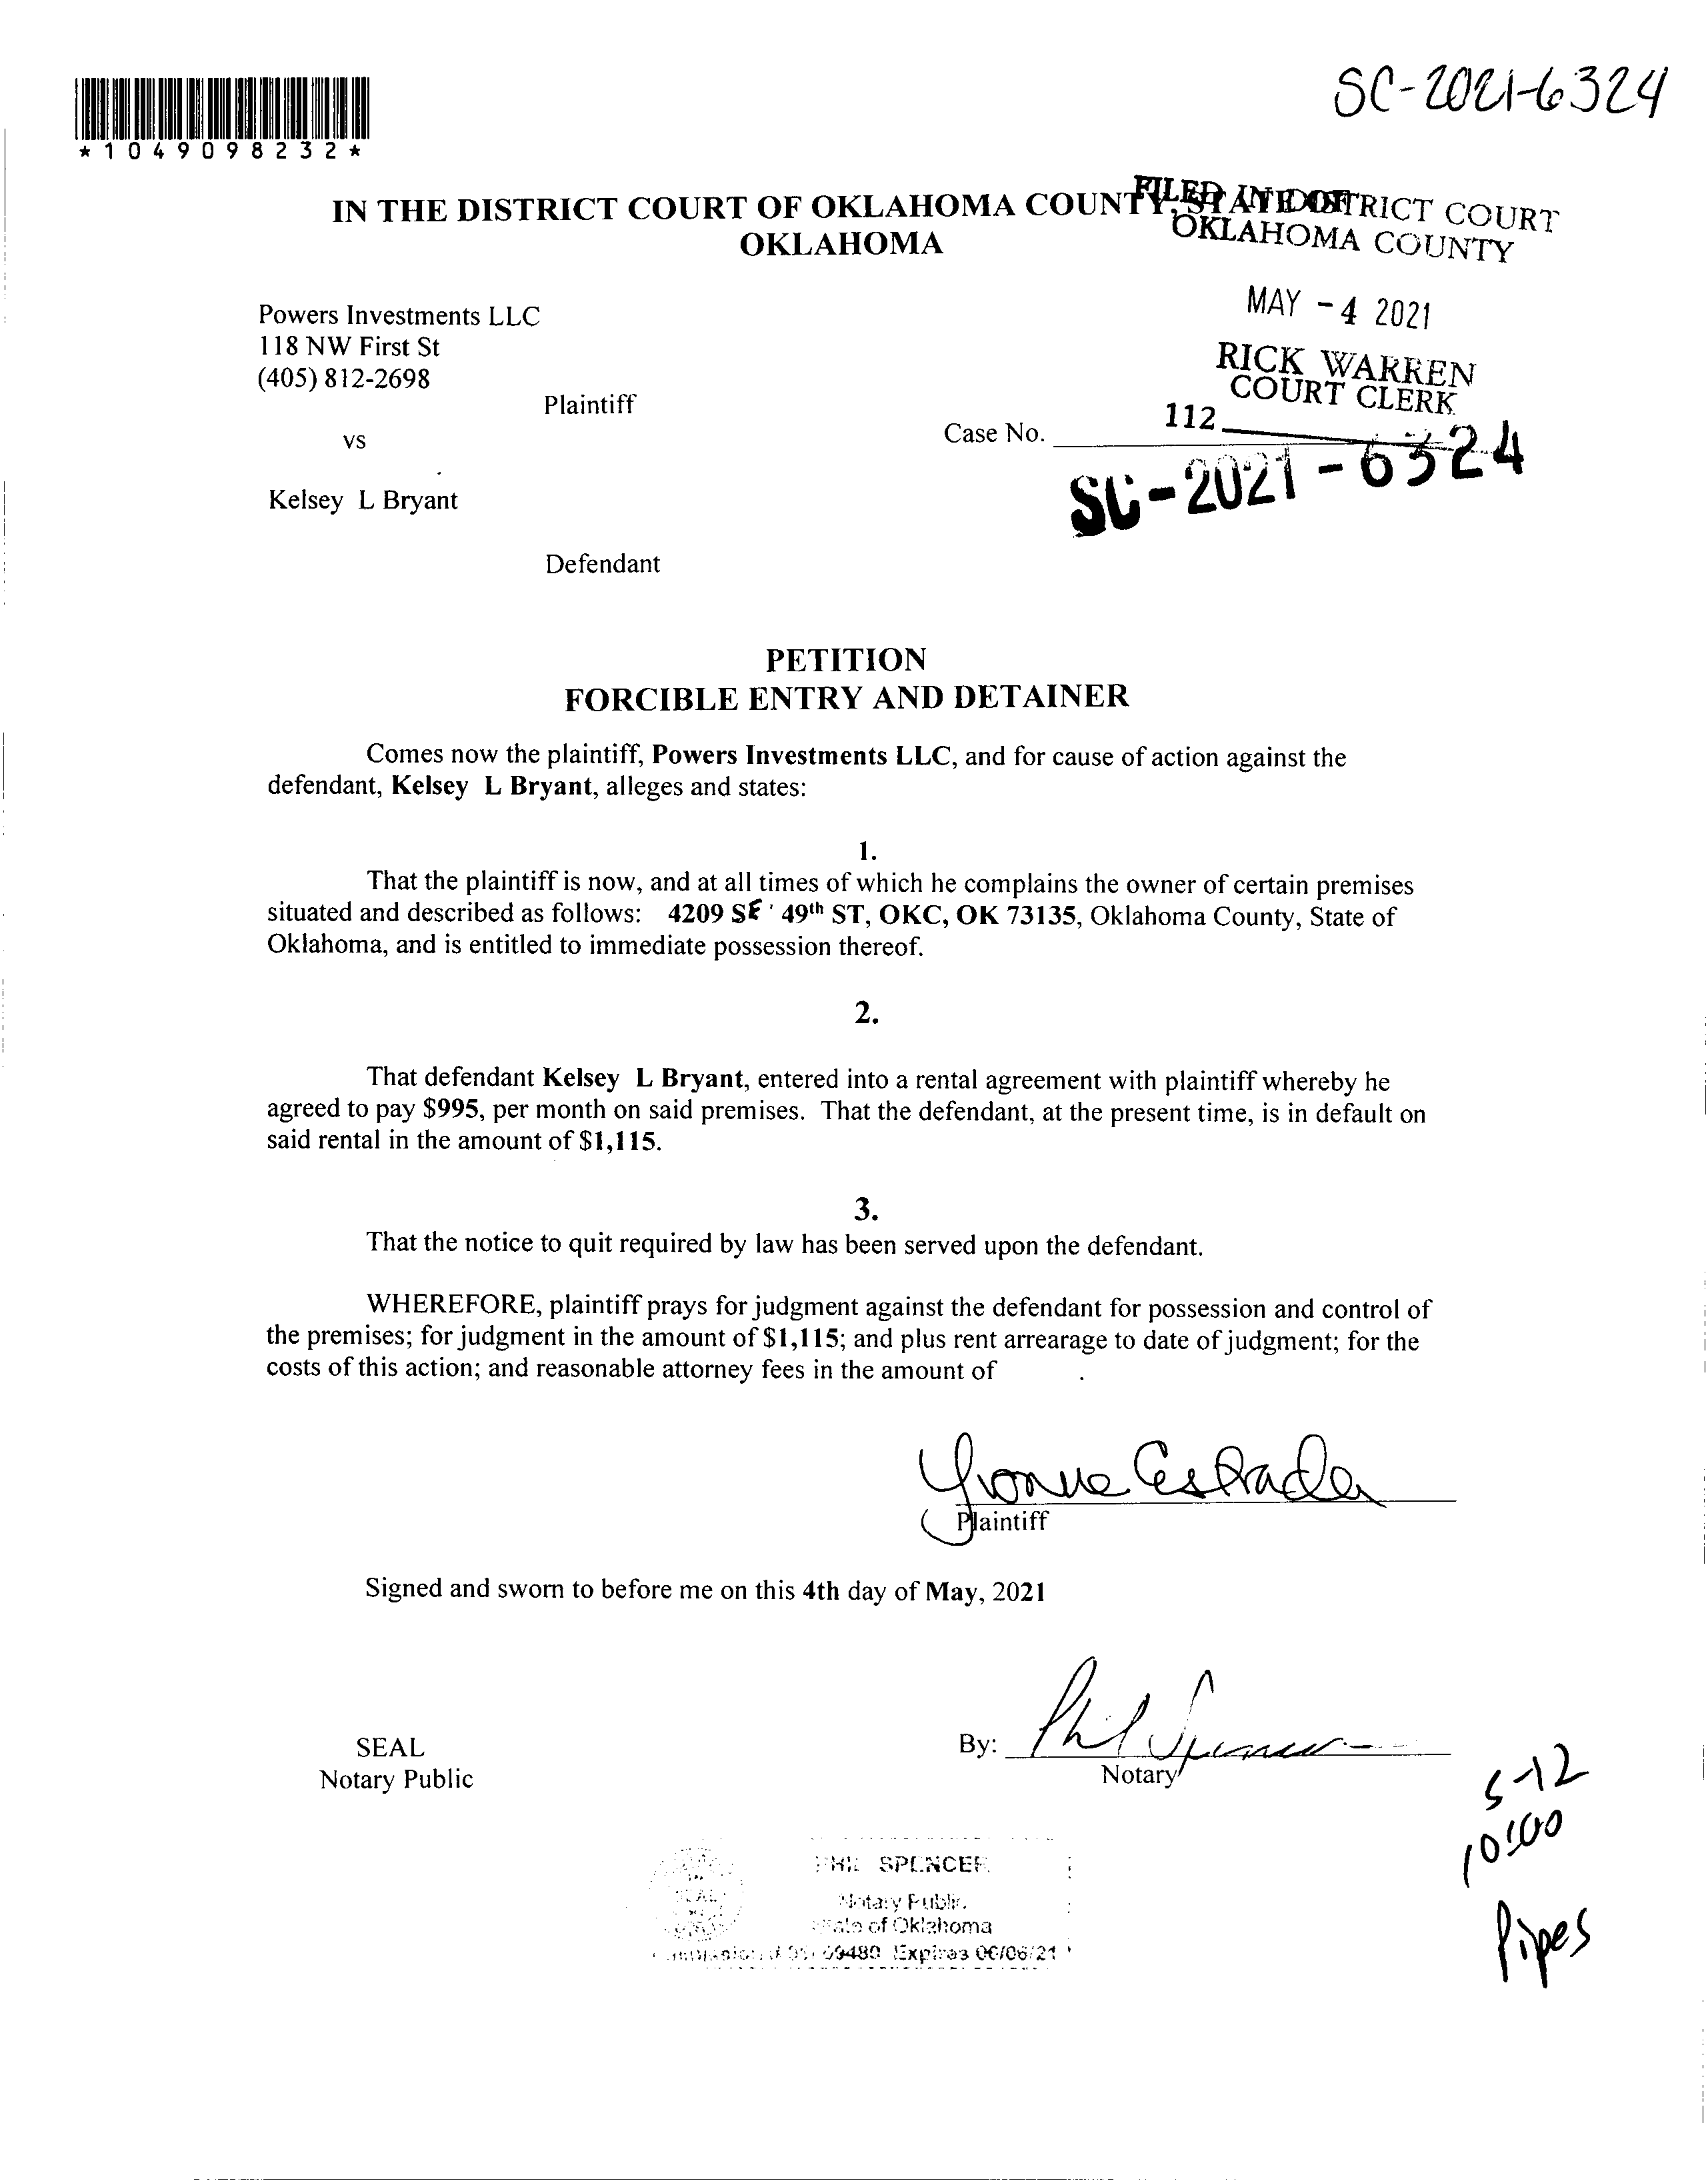 SC-2021-6324
*1049098232*
IN THE DISTRICT COURT OF OKLAHOMA COUNTY, STATE OF
OKLAHOMA
FILED IN DISTRICT COURT
OKLAHOMA COUNTY
MAY - 4 2021
RICK WARREN
COURT CLERK
112
Powers Investments LLC
118 NW First St
(405) 812-2698
Plaintiff
vs
Case No.
SC-2021-6324
Kelsey L Bryant
Defendant
PETITION
FORCIBLE ENTRY AND DETAINER
Comes now the plaintiff, Powers Investments LLC, and for cause of action against the
defendant, Kelsey L Bryant, alleges and states:
1.
That the plaintiff is now, and at all times of which he complains the owner of certain premises
situated and described as follows: 4209 SE 49th ST, OKC, OK 73135, Oklahoma County, State of
Oklahoma, and is entitled to immediate possession thereof.
2.
That defendant Kelsey L Bryant, entered into a rental agreement with plaintiff whereby he
agreed to pay $995, per month on said premises. That the defendant, at the present time, is in default on
said rental in the amount of $1,115.
3.
That the notice to quit required by law has been served upon the defendant.
WHEREFORE, plaintiff prays for judgment against the defendant for possession and control of
the premises; for judgment in the amount of $1,115; and plus rent arrearage to date of judgment; for the
costs of this action; and reasonable attorney fees in the amount of .
Yvonne Estrada
Plaintiff
Signed and sworn to before me on this 4th day of May, 2021
Phil Spencer
SEAL
By:
Notary Public
Notary
5-12
10:00
Pipes
PHIL SPENCER
SEAL
Notary Public
State of Oklahoma
Expires 06/06/21